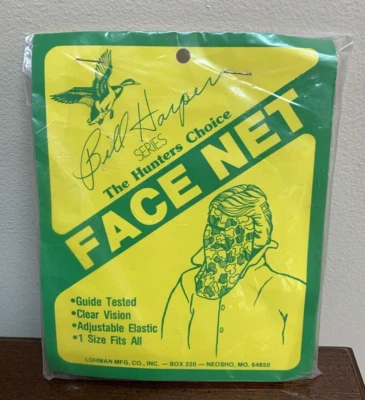 Bill Harper
SERIES
The Hunters Choice
FACE NET
•Guide Tested
•Clear Vision
•Adjustable Elastic
•1 Size Fits All
LOHMAN MFG. CO., INC. — BOX 220 — NEOSHO, MO. 64850